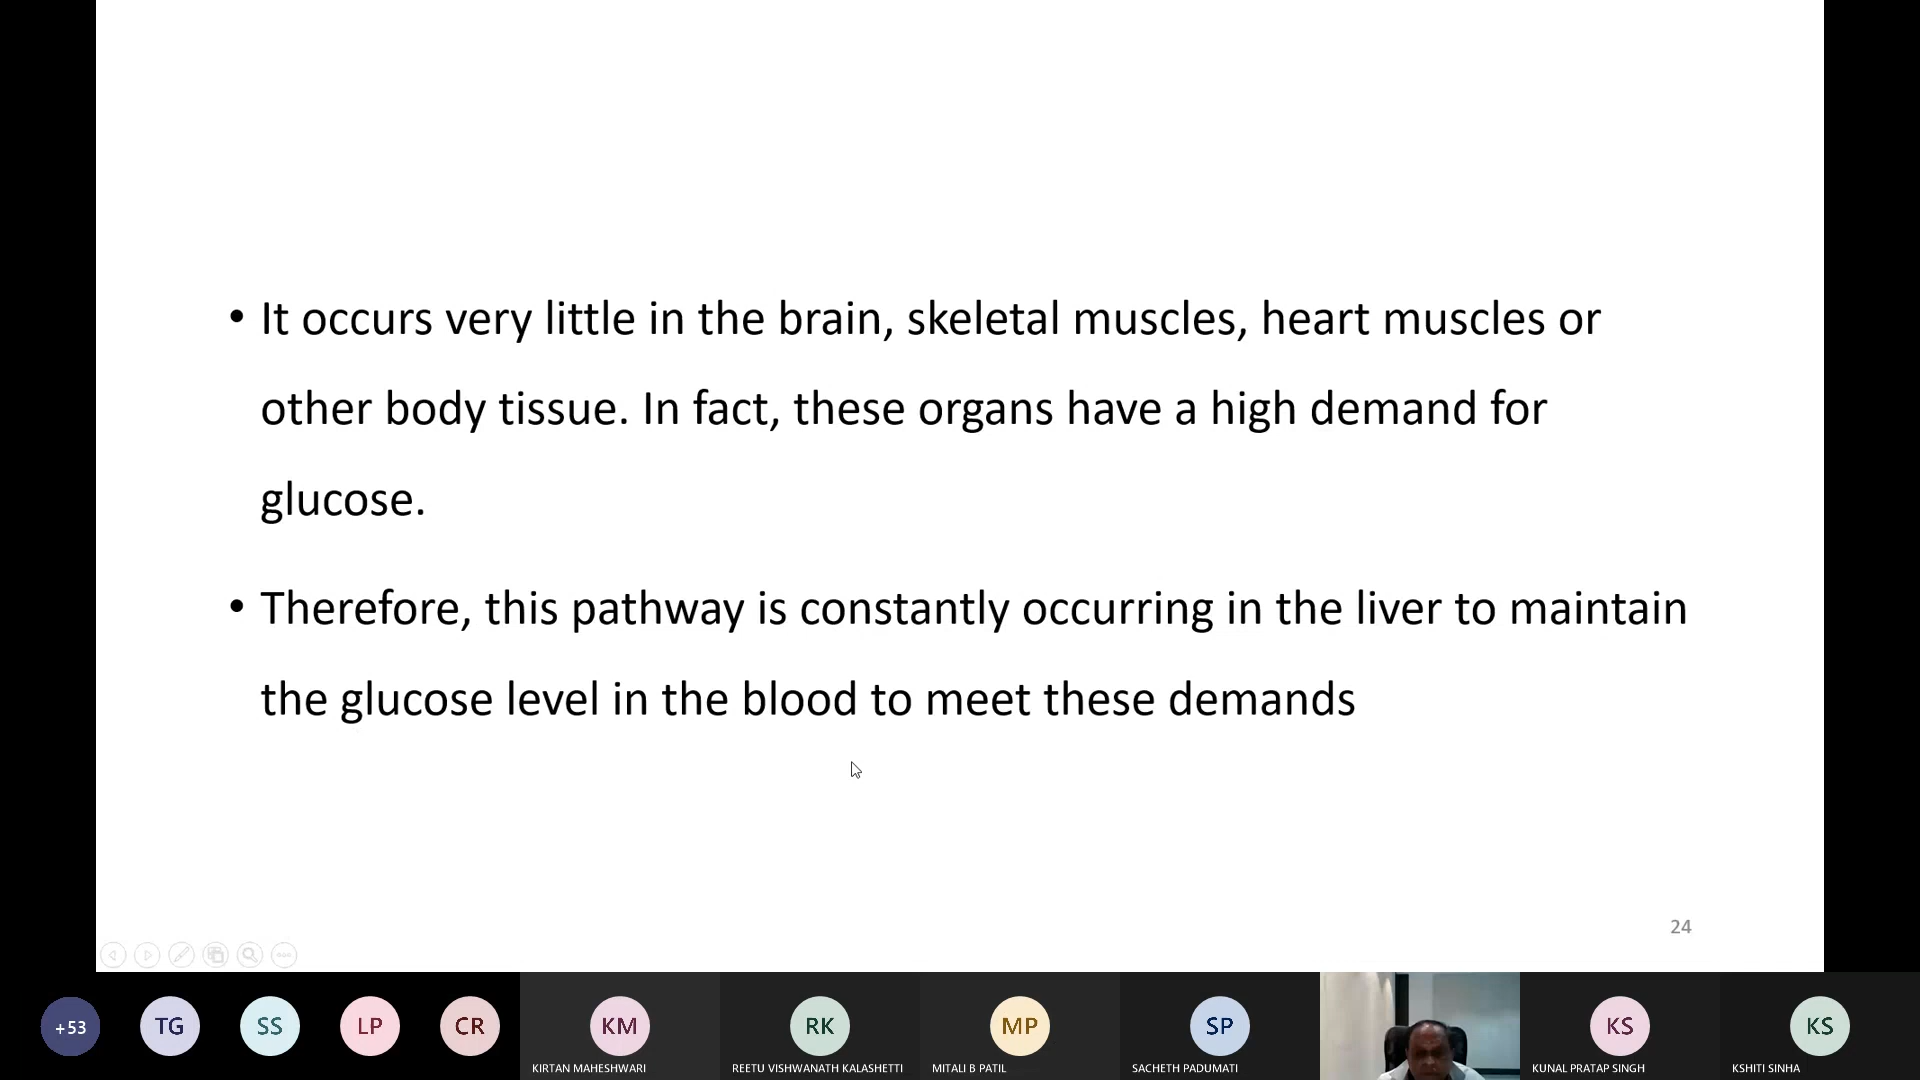 • It occurs very little in the brain, skeletal muscles, heart muscles or
other body tissue. In fact, these organs have a high demand for
glucose.
• Therefore, this pathway is constantly occurring in the liver to maintain
the glucose level in the blood to meet these demands
24
+53 TG SS LP CR KM RK MP SP KS KS
KIRTAN MAHESHWARI REETU VISHWANATH KALASHETTI MITALI B PATIL SACHETH PADUMATI KUNAL PRATAP SINGH KSHITI SINHA